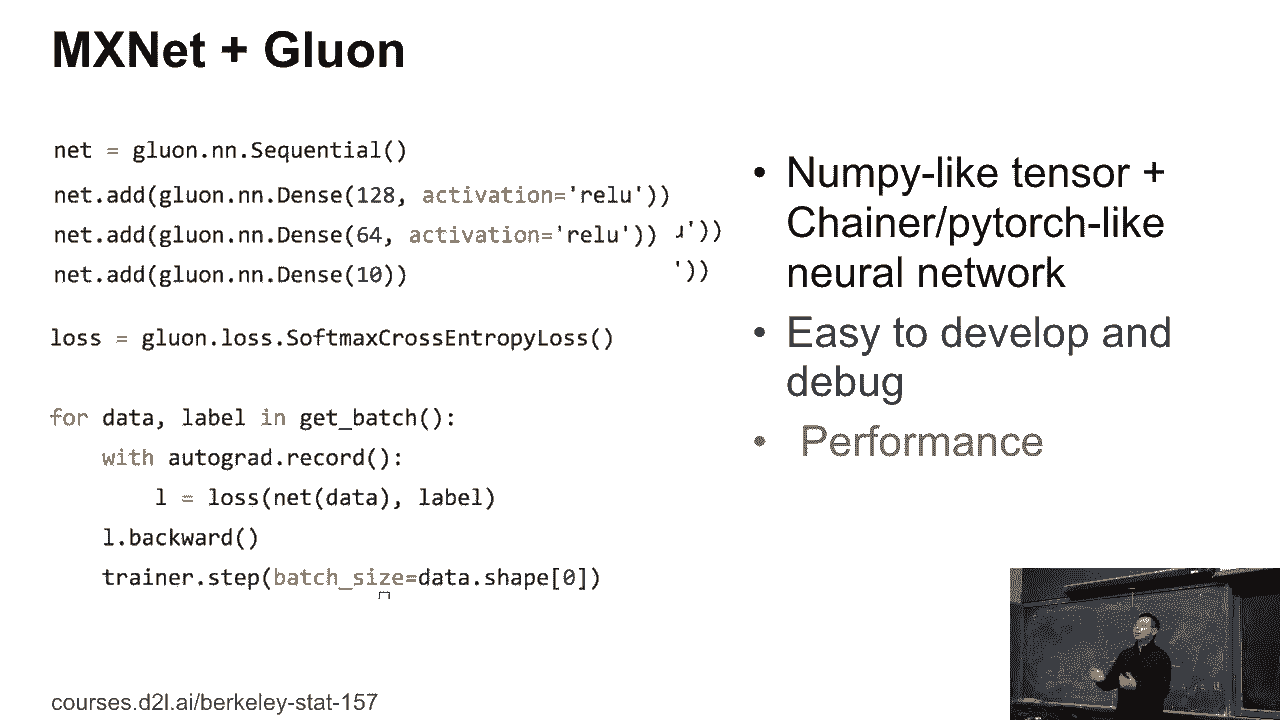 MXNet + Gluon
net = gluon.nn.Sequential()
net.add(gluon.nn.Dense(128, activation='relu'))
net.add(gluon.nn.Dense(64, activation='relu'))
'))
net.add(gluon.nn.Dense(10))
'))
loss = gluon.loss.SoftmaxCrossEntropyLoss()
for data, label in get_batch():
with autograd.record():
l = loss(net(data), label)
l.backward()
trainer.step(batch_size=data.shape[0])
• Numpy-like tensor +
Chainer/pytorch-like
neural network
• Easy to develop and
debug
• Performance
courses.d2l.ai/berkeley-stat-157